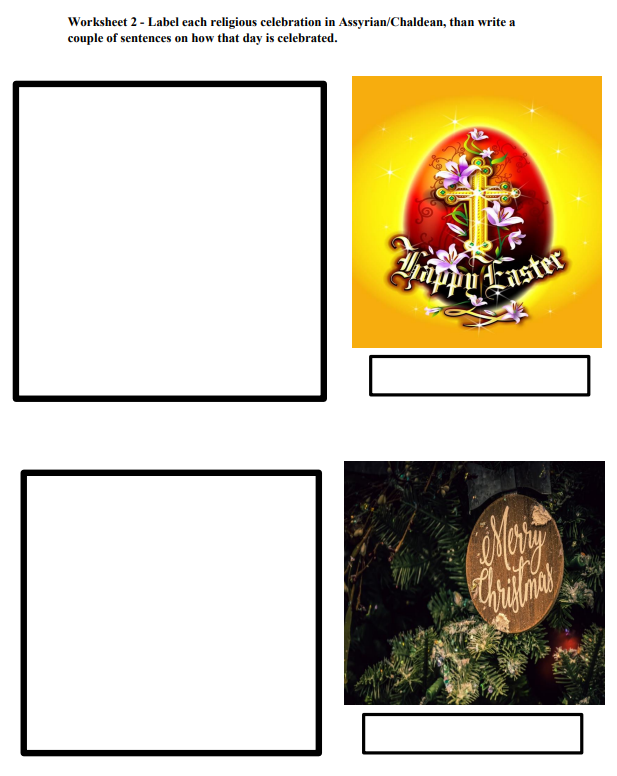 Worksheet 2 - Label each religious celebration in Assyrian/Chaldean, than write a
couple of sentences on how that day is celebrated.
Happy Easter
Merry
Christmas